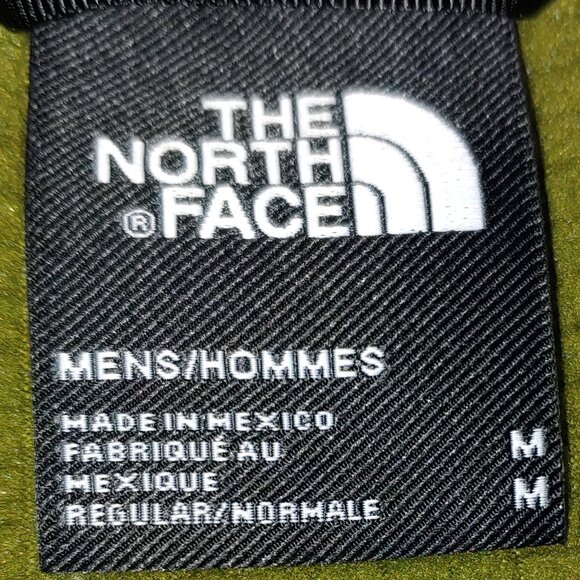 THE
NORTH
® FACE
MENS/HOMMES
MADE IN MEXICO
FABRIQUÉ AU M
MEXIQUE M
REGULAR/NORMALE